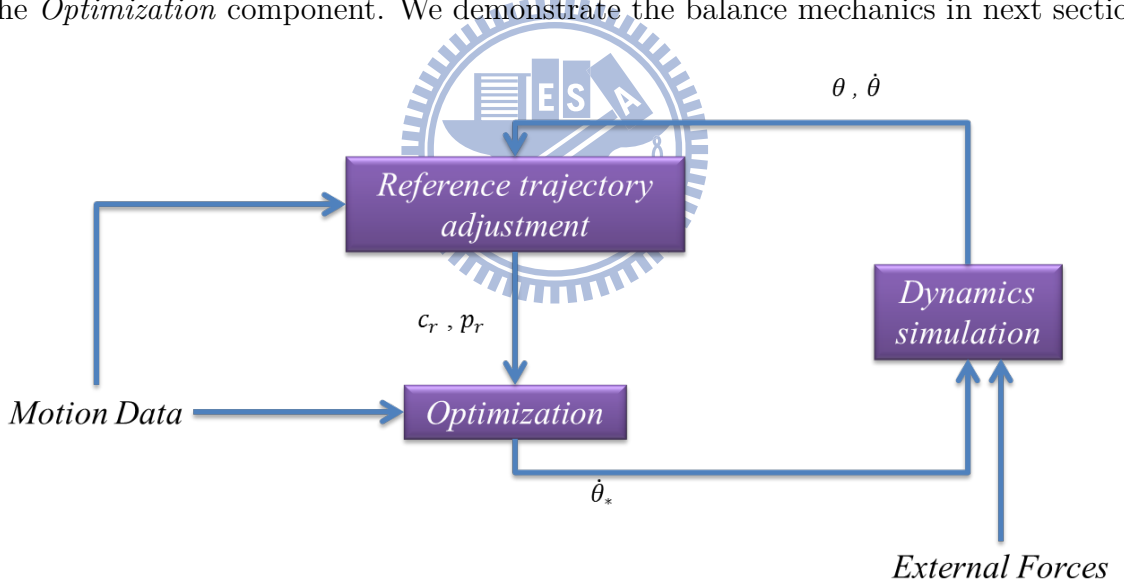 he Optimization component. We demonstrate the balance mechanics in next sectio
E S A
θ , θ̇
Reference trajectory
adjustment
Dynamics
simulation
c_r , p_r
Motion Data
Optimization
θ̇_*
External Forces